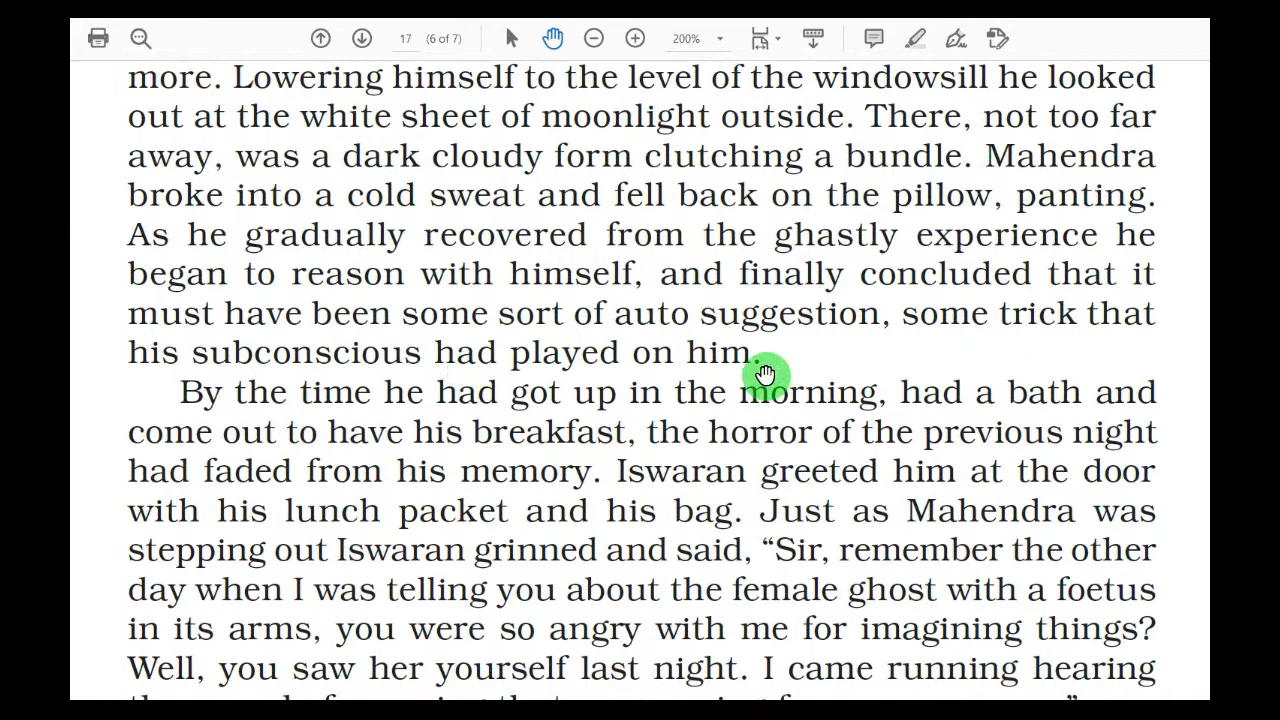 17 (6 of 7) 200%
more. Lowering himself to the level of the windowsill he looked
out at the white sheet of moonlight outside. There, not too far
away, was a dark cloudy form clutching a bundle. Mahendra
broke into a cold sweat and fell back on the pillow, panting.
As he gradually recovered from the ghastly experience he
began to reason with himself, and finally concluded that it
must have been some sort of auto suggestion, some trick that
his subconscious had played on him.
By the time he had got up in the morning, had a bath and
come out to have his breakfast, the horror of the previous night
had faded from his memory. Iswaran greeted him at the door
with his lunch packet and his bag. Just as Mahendra was
stepping out Iswaran grinned and said, “Sir, remember the other
day when I was telling you about the female ghost with a foetus
in its arms, you were so angry with me for imagining things?
Well, you saw her yourself last night. I came running hearing